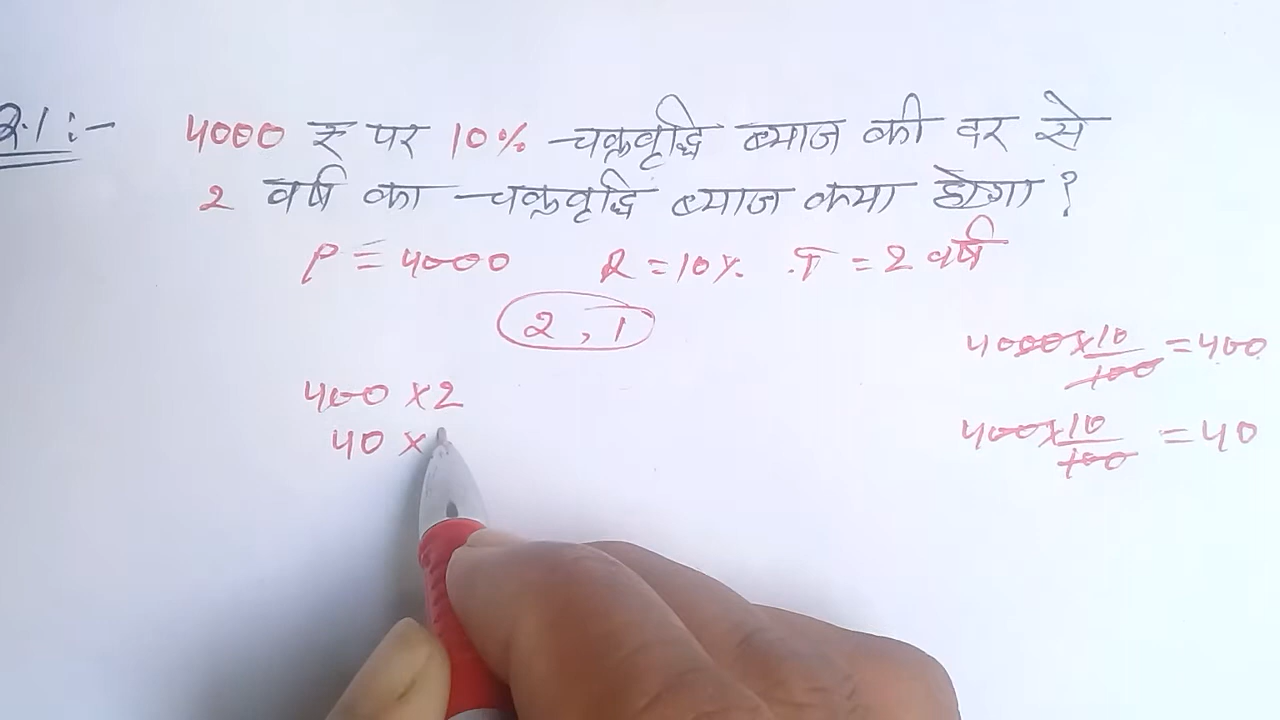 Q.1:- 4000 रु पर 10% चक्रवृद्धि ब्याज की दर से
2 वर्ष का चक्रवृद्धि ब्याज क्या होगा ?
P = 4000 R = 10% . T = 2 वर्ष
2 , 1
4000 × 10/100 = 400
400 × 2
40 ×
400 × 10/100 = 40